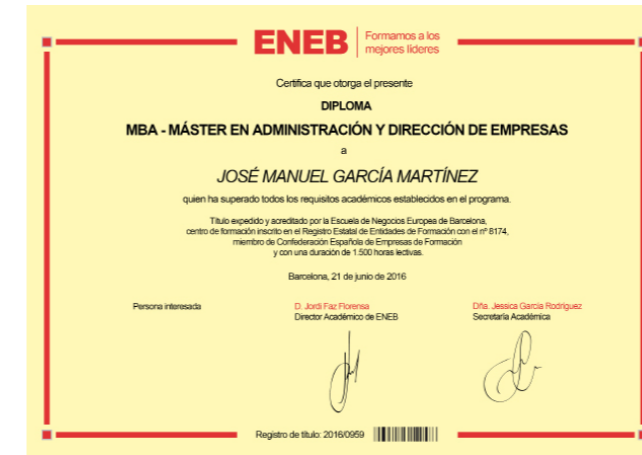 ENEB
Formamos a los
mejores líderes
Certifica que otorga el presente
DIPLOMA
MBA - MÁSTER EN ADMINISTRACIÓN Y DIRECCIÓN DE EMPRESAS
a
JOSÉ MANUEL GARCÍA MARTÍNEZ
quien ha superado todos los requisitos académicos establecidos en el programa.
Título expedido y acreditado por la Escuela de Negocios Europea de Barcelona,
centro de formación inscrito en el Registro Estatal de Entidades de Formación con el nº 8174,
miembro de Confederación Española de Empresas de Formación
y con una duración de 1.500 horas lectivas.
Barcelona, 21 de junio de 2016
Persona interesada
D. Jordi Faz Florensa
Director Académico de ENEB
Dña. Jessica García Rodríguez
Secretaría Académica
Registro de título: 2016/0959